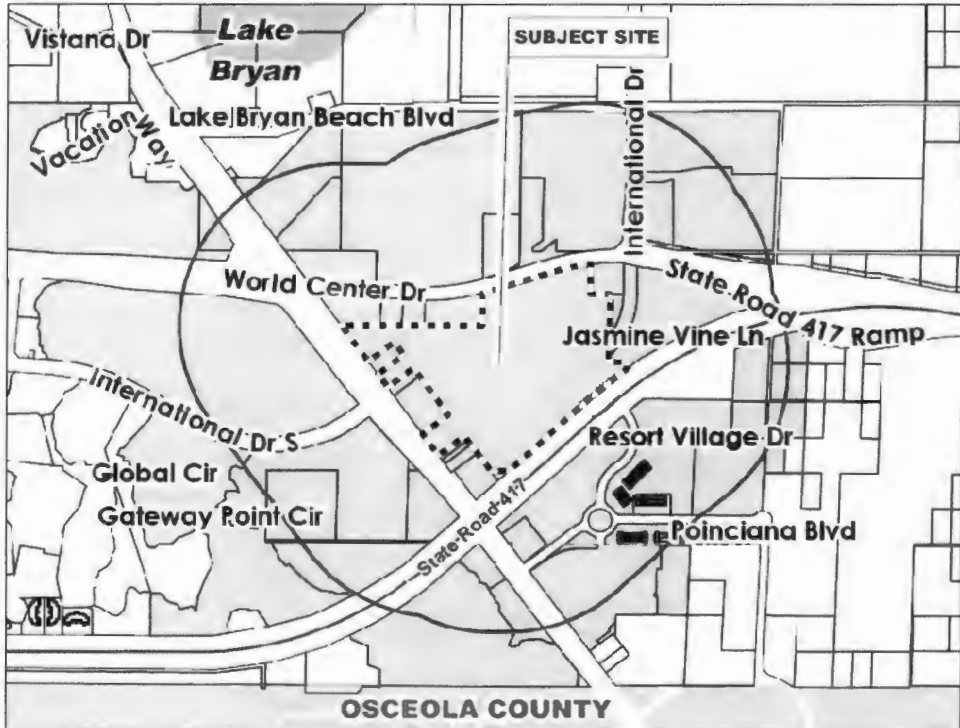 Vistana Dr
Lake
Bryan
SUBJECT SITE
Lake Bryan Beach Blvd
Vacation Way
International Dr
World Center Dr
State Road 417 Ramp
Jasmine Vine Ln
International Dr S
Resort Village Dr
Global Cir
Gateway Point Cir
State Road 417
Poinciana Blvd
OSCEOLA COUNTY